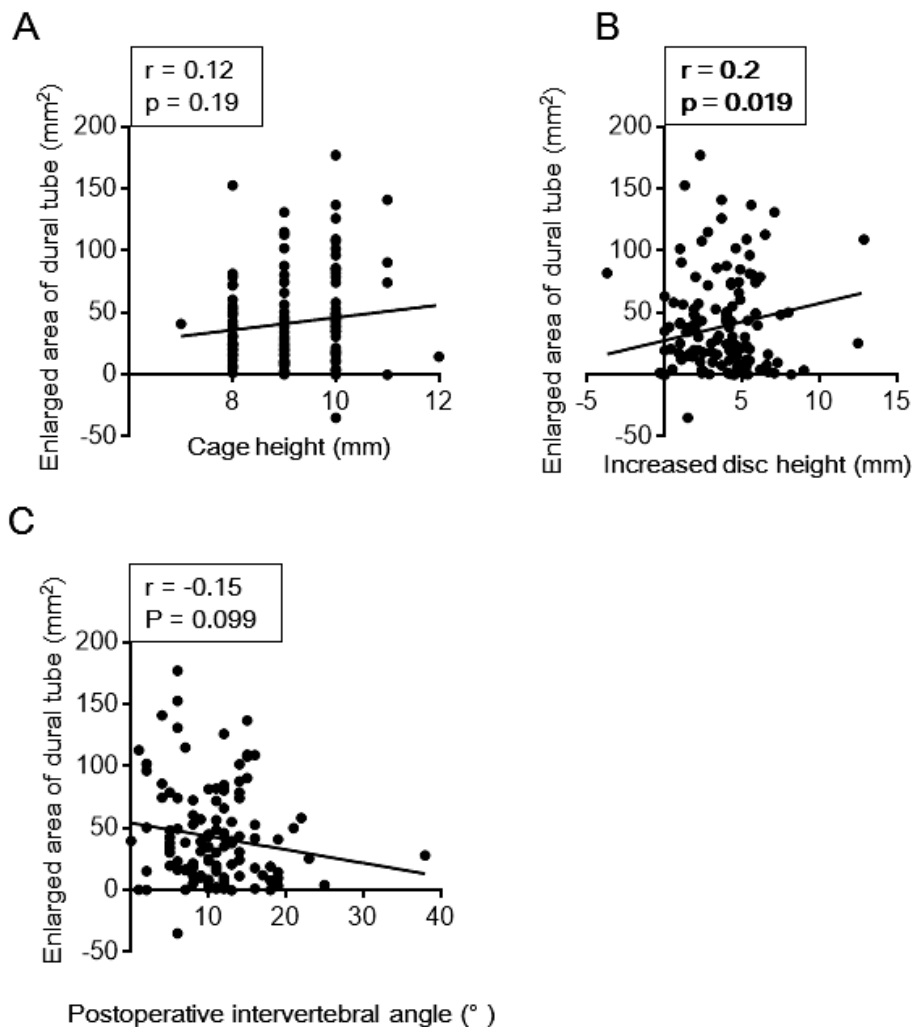 A
r = 0.12
p = 0.19
Enlarged area of dural tube (mm²)
200
150
100
50
0
-50
8
10
12
Cage height (mm)
B
r = 0.2
p = 0.019
Enlarged area of dural tube (mm²)
200
150
100
50
0
-50
-5
5
10
15
Increased disc height (mm)
C
r = -0.15
P = 0.099
Enlarged area of dural tube (mm²)
200
150
100
50
0
-50
10
20
30
40
Postoperative intervertebral angle (° )